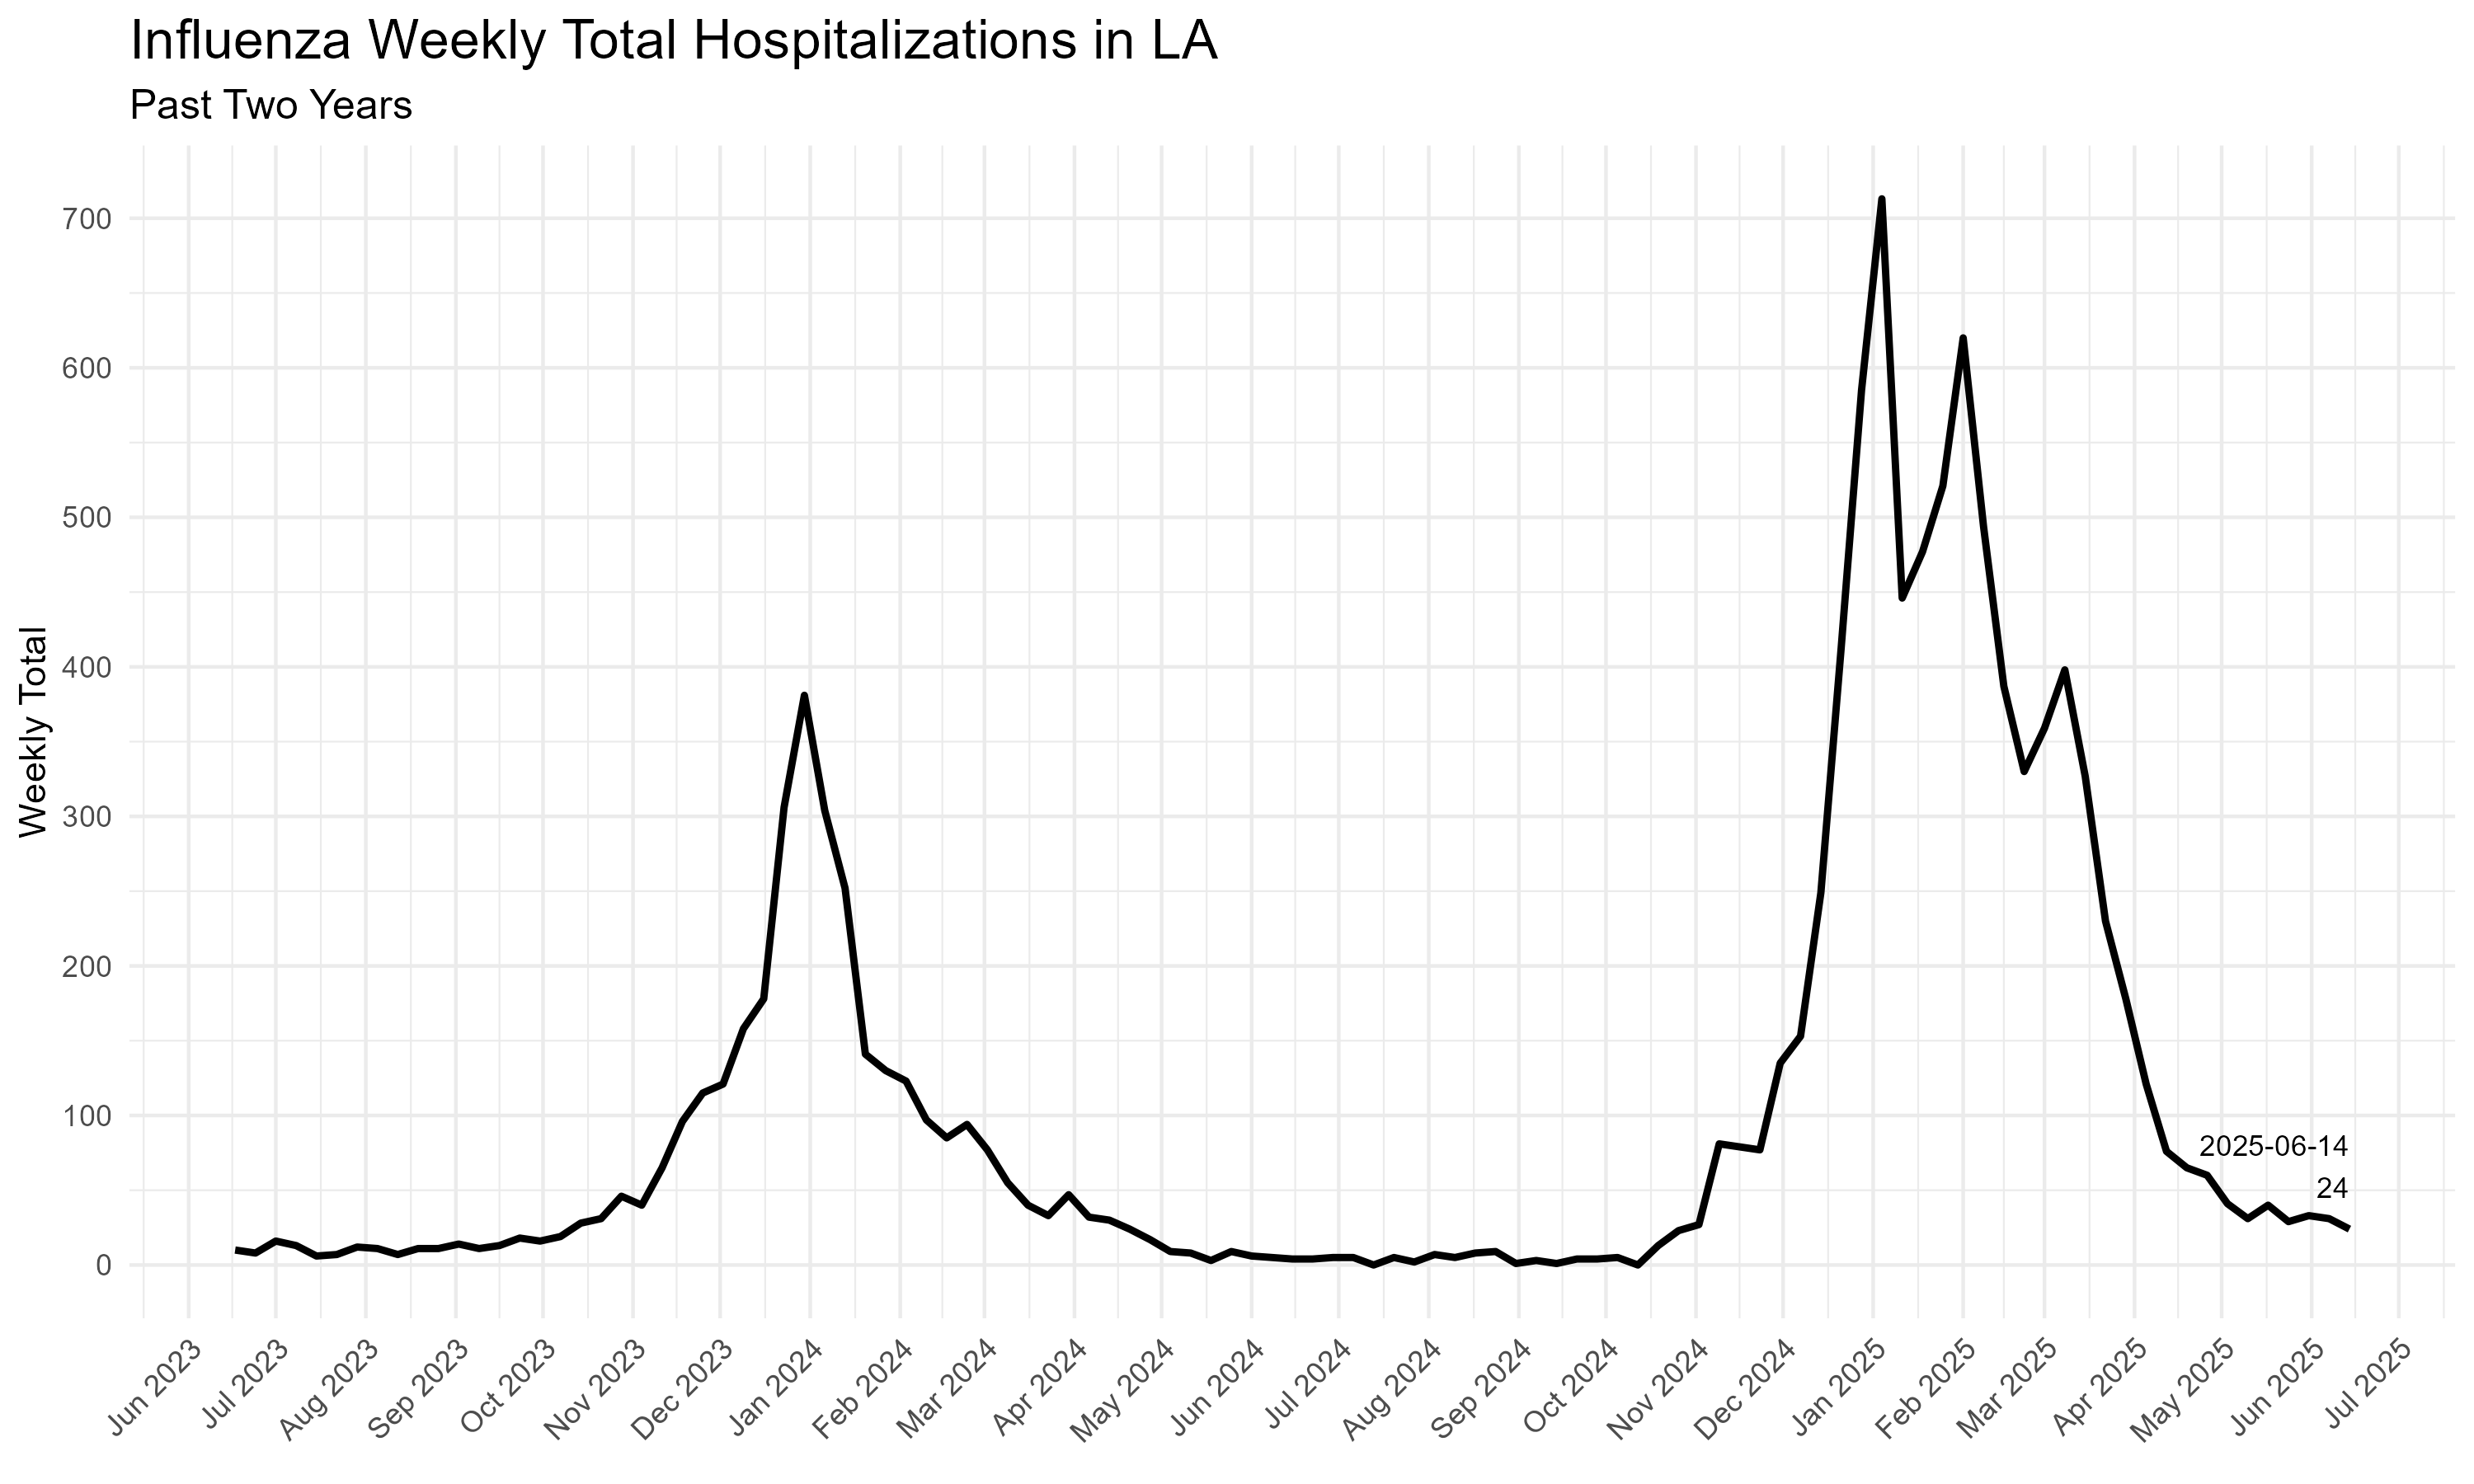 Influenza Weekly Total Hospitalizations in LA
Past Two Years
Weekly Total
700
600
500
400
300
200
100
0
2025-06-14
24
Jun 2023
Jul 2023
Aug 2023
Sep 2023
Oct 2023
Nov 2023
Dec 2023
Jan 2024
Feb 2024
Mar 2024
Apr 2024
May 2024
Jun 2024
Jul 2024
Aug 2024
Sep 2024
Oct 2024
Nov 2024
Dec 2024
Jan 2025
Feb 2025
Mar 2025
Apr 2025
May 2025
Jun 2025
Jul 2025